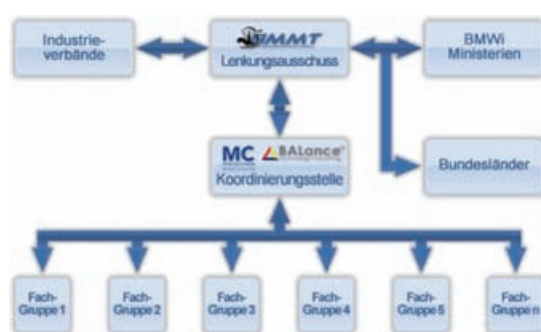 Industrie-
verbände
GMMT
Lenkungsausschuss
BMWi
Ministerien
MC
BALance
Koordinierungsstelle
Bundesländer
Fach-
Gruppe 1
Fach-
Gruppe 2
Fach-
Gruppe 3
Fach-
Gruppe 4
Fach-
Gruppe 5
Fach-
Gruppe n